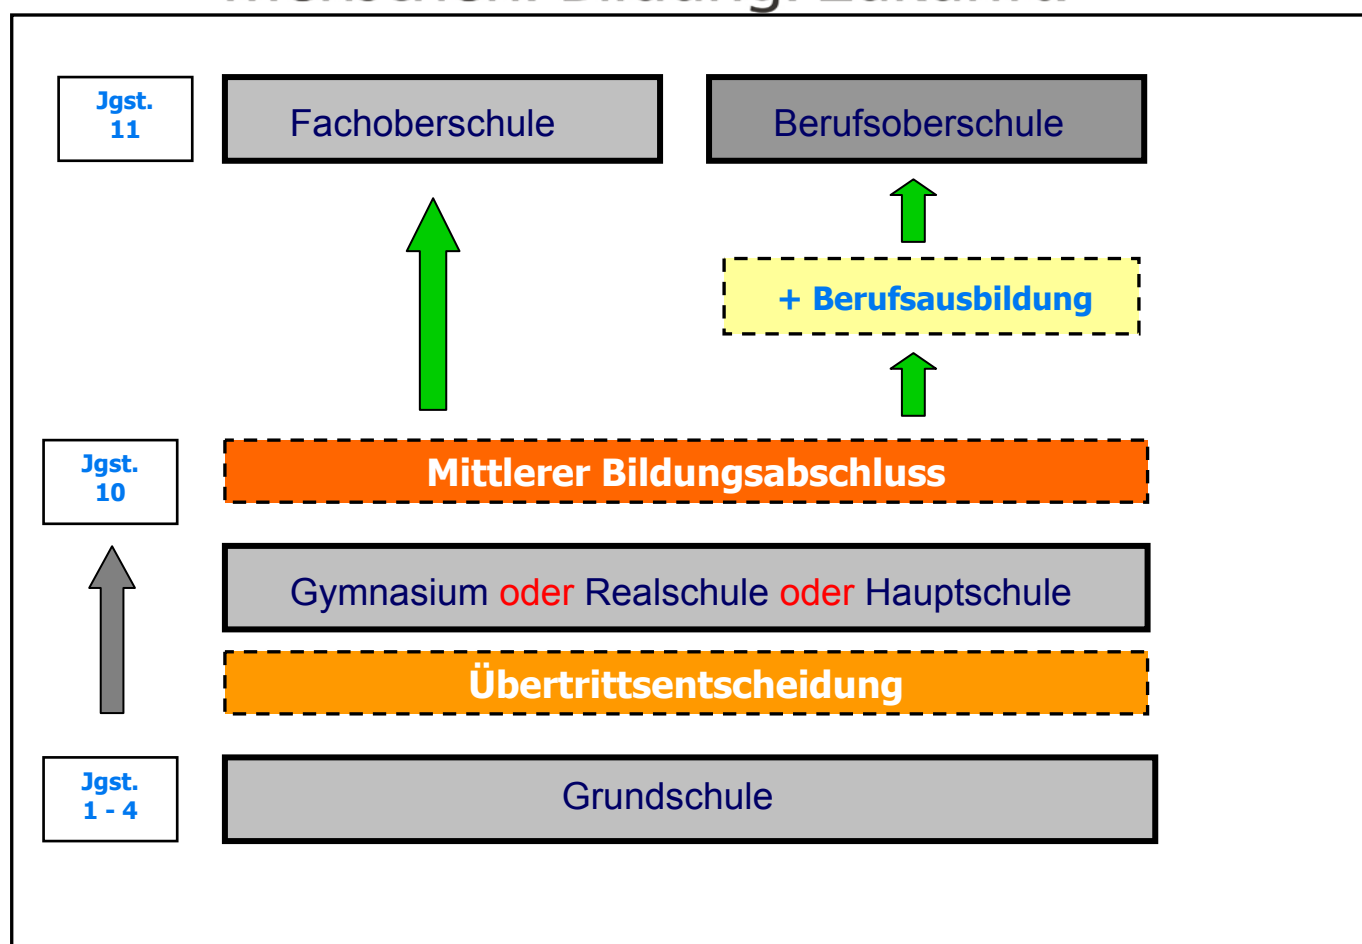 Jgst.
11
Fachoberschule
Berufsoberschule
+ Berufsausbildung
Jgst.
10
Mittlerer Bildungsabschluss
Gymnasium oder Realschule oder Hauptschule
Übertrittsentscheidung
Jgst.
1 - 4
Grundschule